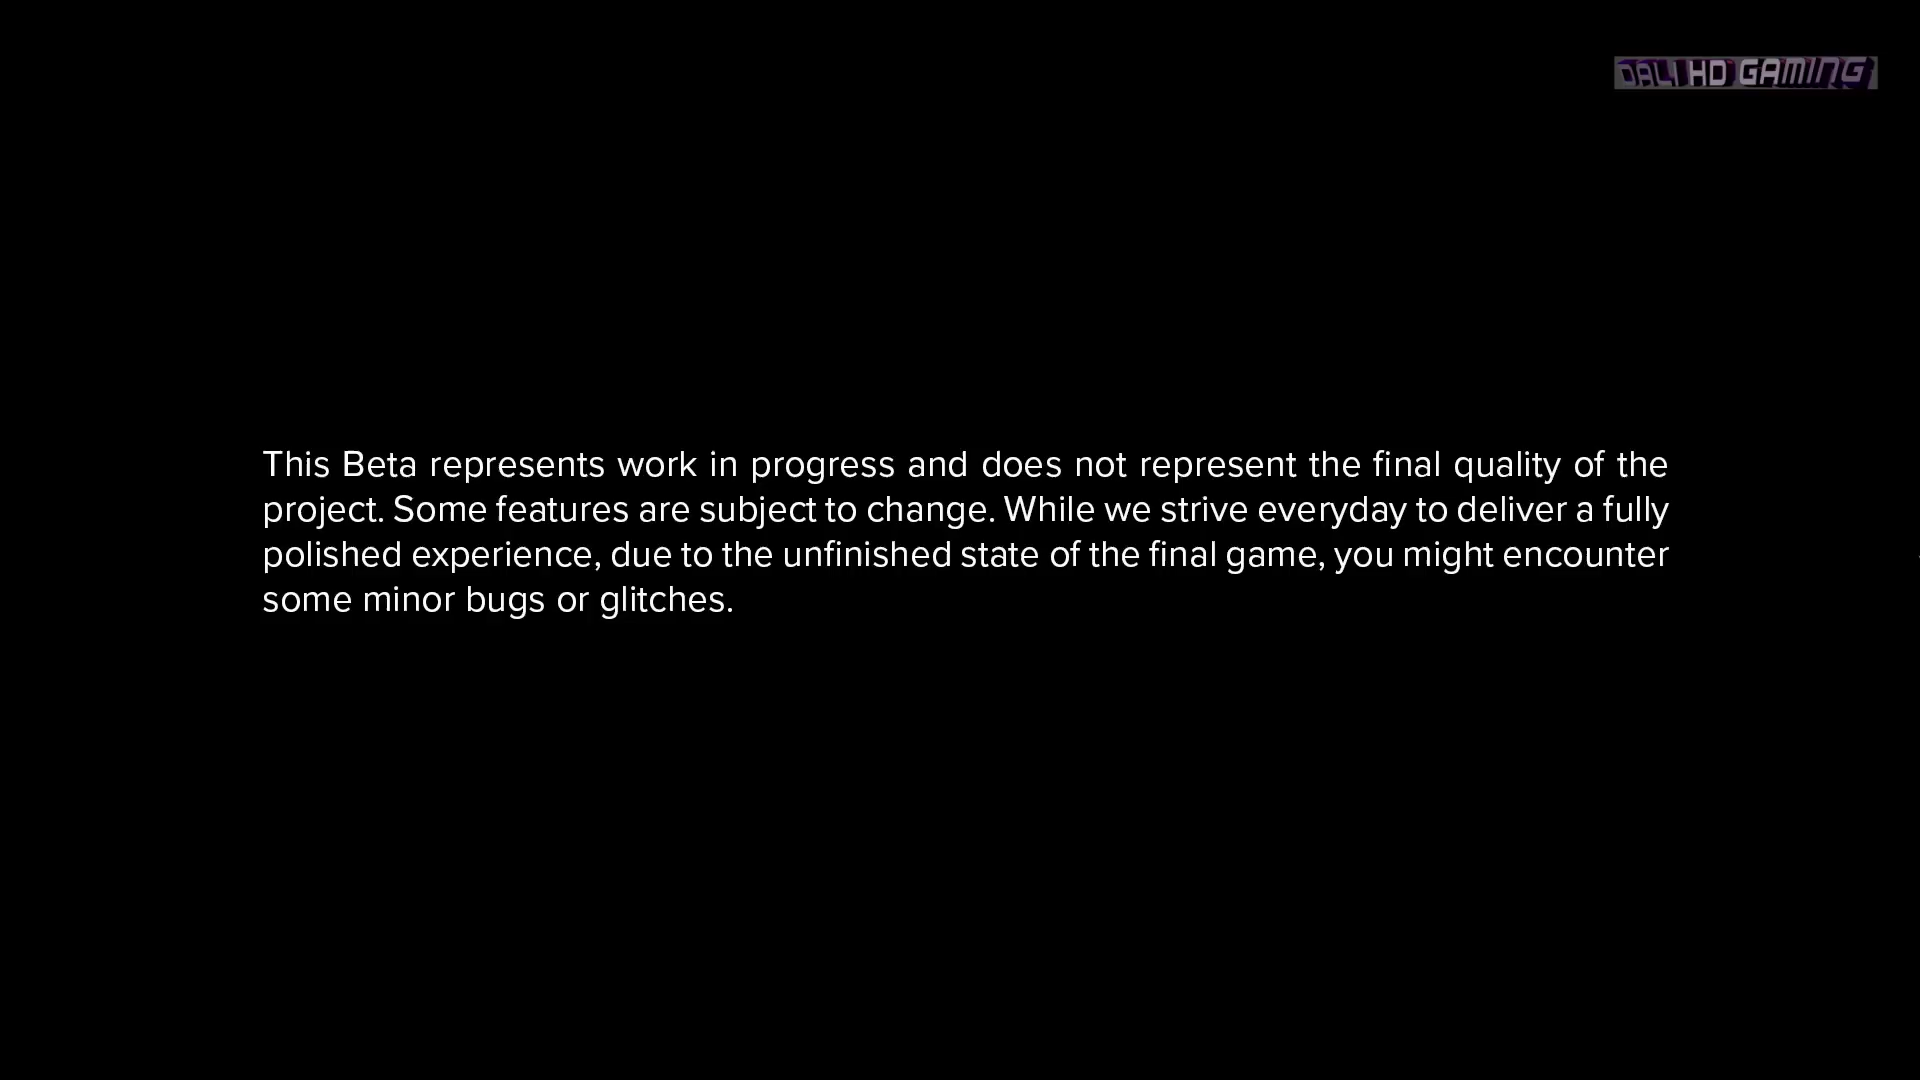 DALI HD GAMING
This Beta represents work in progress and does not represent the final quality of the
project. Some features are subject to change. While we strive everyday to deliver a fully
polished experience, due to the unfinished state of the final game, you might encounter
some minor bugs or glitches.